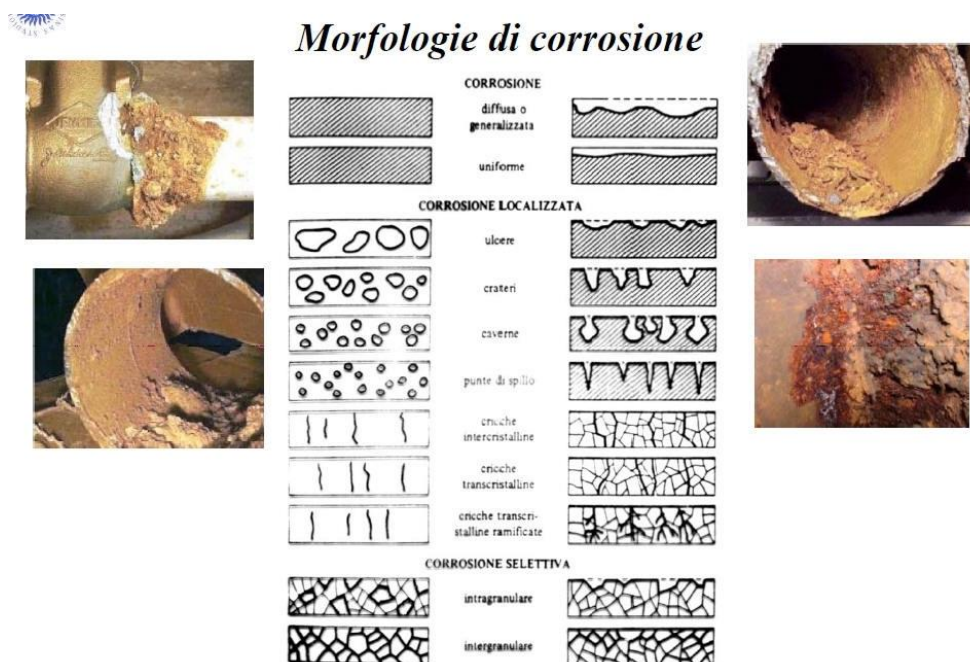 Morfologie di corrosione
CORROSIONE
diffusa o
generalizzata
uniforme
CORROSIONE LOCALIZZATA
ulcere
crateri
caverne
punte di spillo
cricche
intercristalline
cricche
transcristalline
cricche transcri-
stalline ramificate
CORROSIONE SELETTIVA
intragranulare
intergranulare